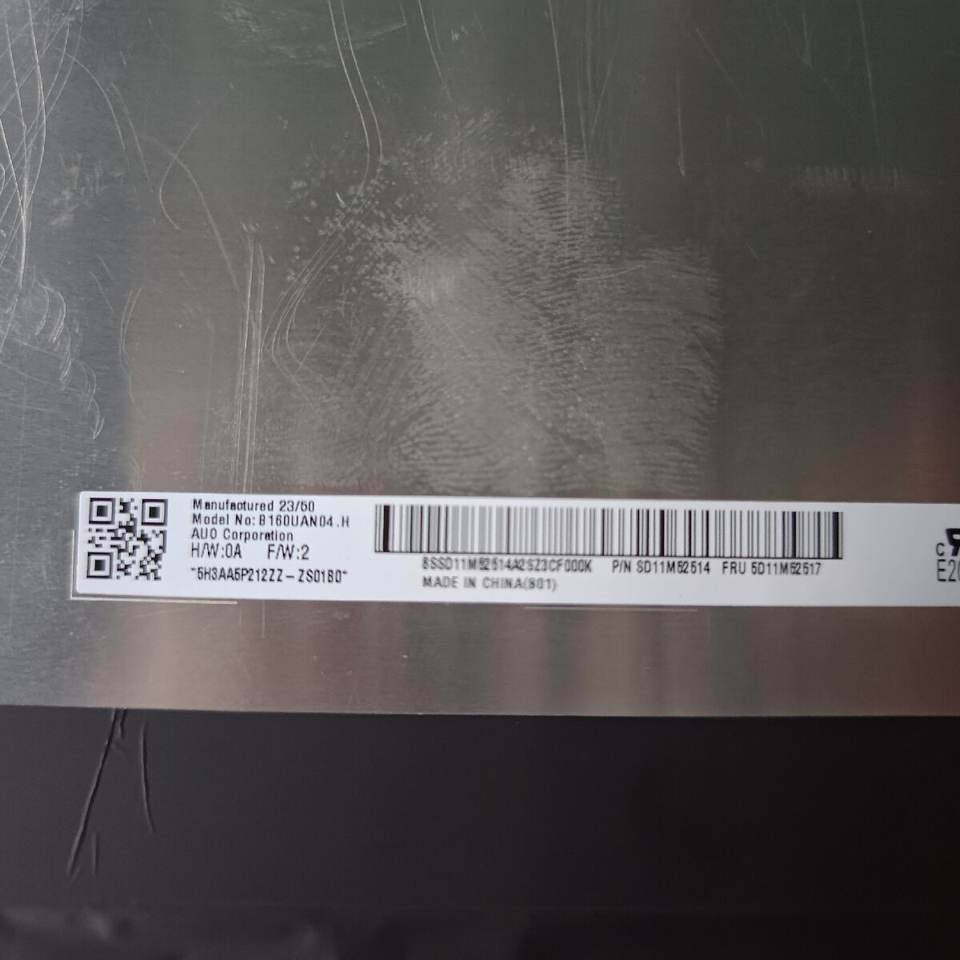 Manufactured 23/50
Model No: B160UAN04.H
AUO Corporation
H/W:0A F/W:2
"5H3AA5P212ZZ-ZS01B0"
8SSD11M52514A2SZ3CF000K P/N SD11M52514 FRU 5D11M52517
MADE IN CHINA(S01)